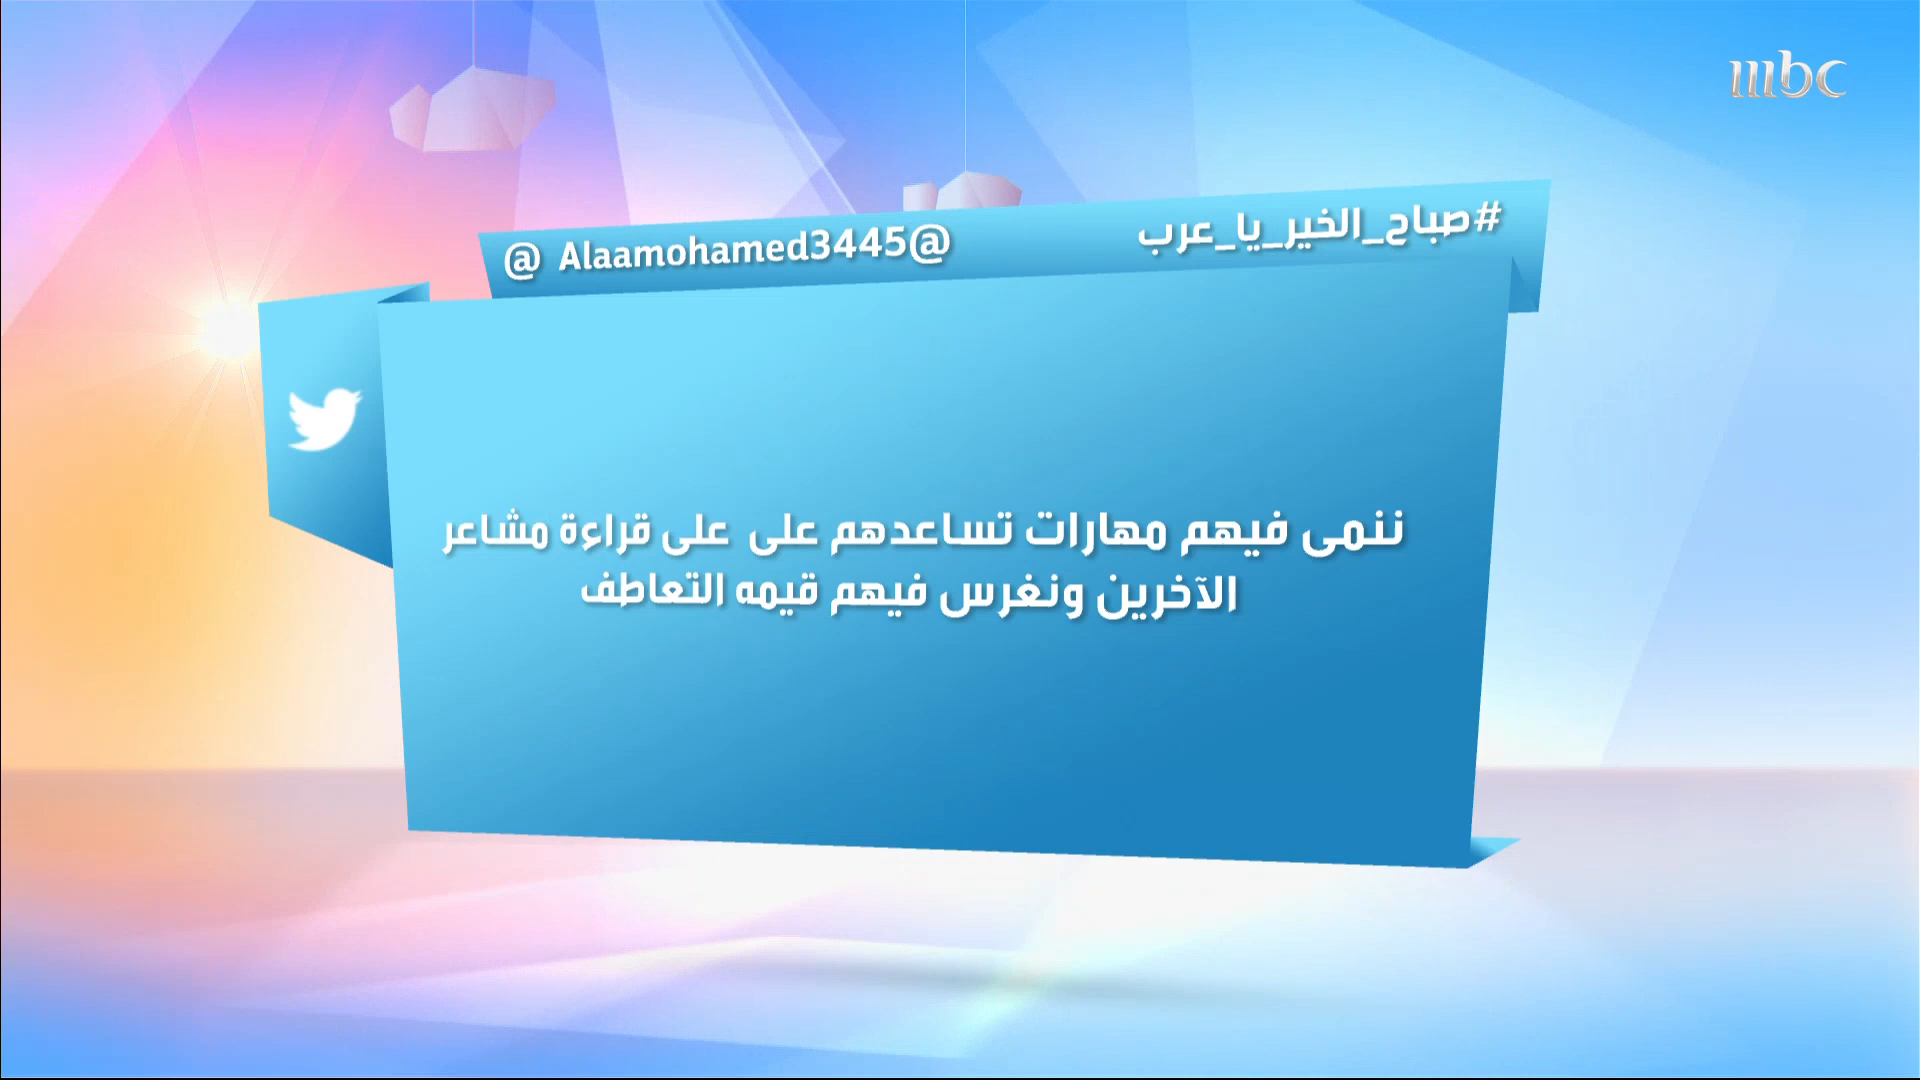 mbc
#صباح_الخير_يا_عرب
@ Alaamohamed3445@
ننمى فيهم مهارات تساعدهم على على قراءة مشاعر
الآخرين ونغرس فيهم قيمه التعاطف